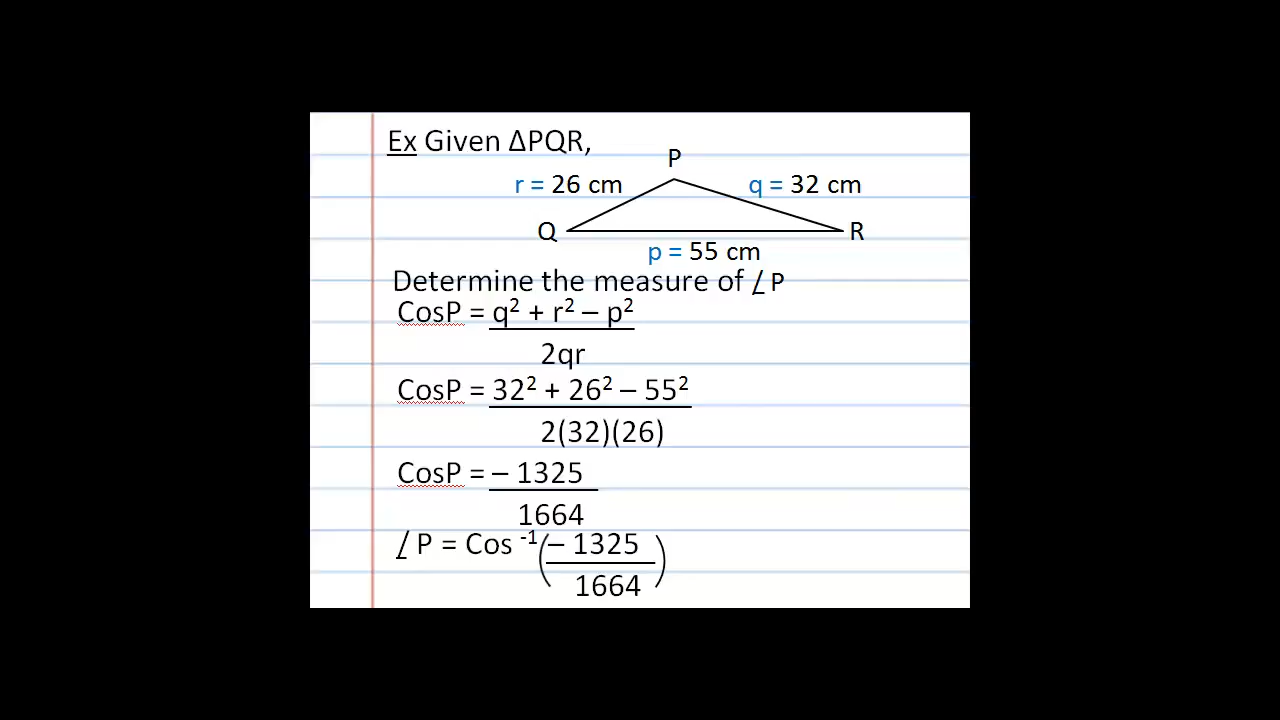 Ex Given ΔPQR,
P
r = 26 cm
q = 32 cm
Q
R
p = 55 cm
Determine the measure of ∠ P
CosP = q² + r² – p²
2qr
CosP = 32² + 26² – 55²
2(32)(26)
CosP = – 1325
1664
∠ P = Cos ⁻¹(– 1325
1664)